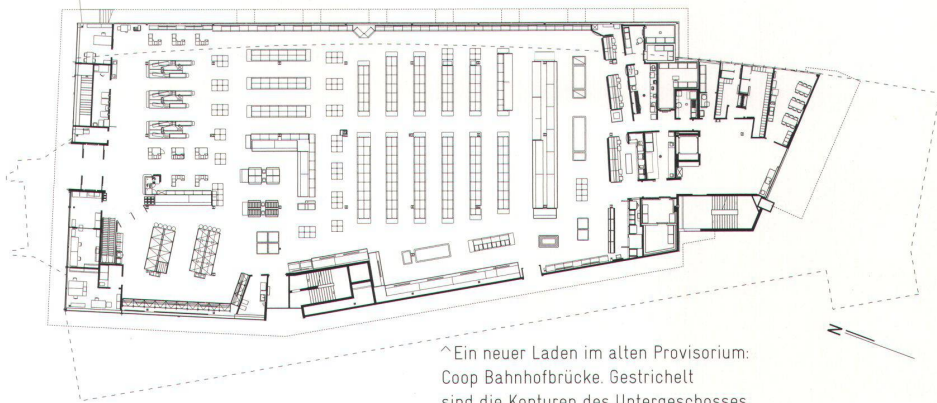 N
^Ein neuer Laden im alten Provisorium:
Coop Bahnhofbrücke. Gestrichelt
sind die Konturen des Untergeschosses.